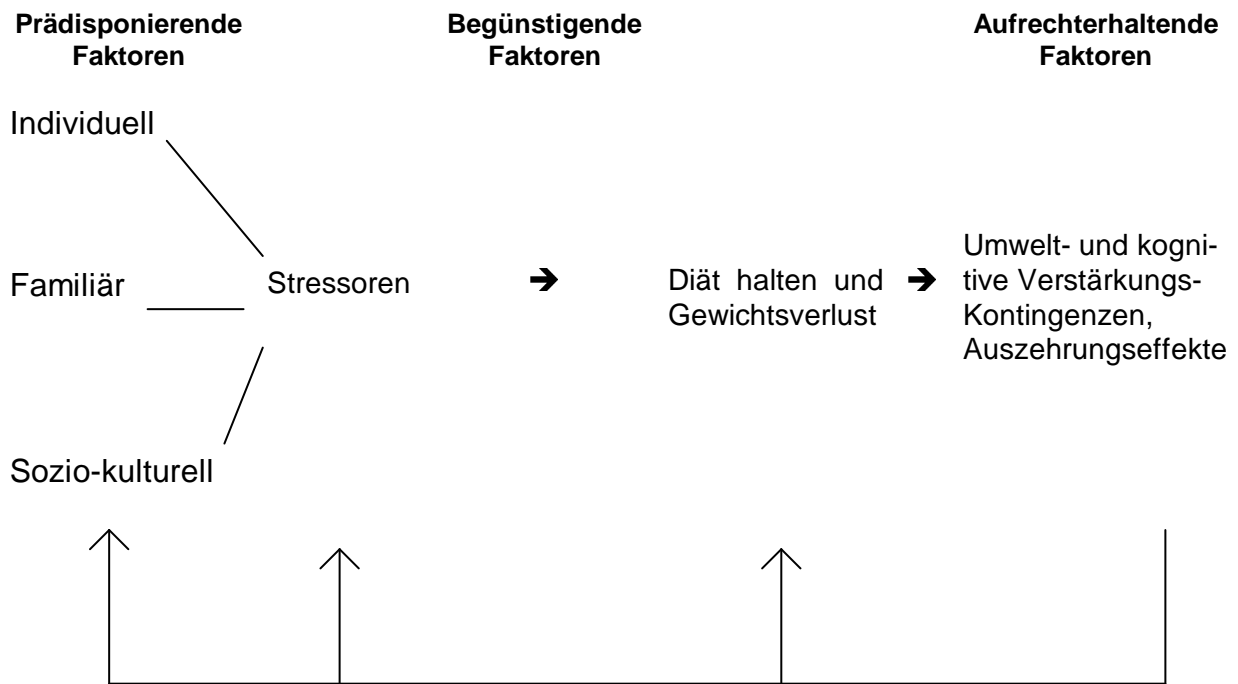 Prädisponierende
Faktoren
Begünstigende
Faktoren
Aufrechterhaltende
Faktoren
Individuell
Familiär
Sozio-kulturell
Stressoren
➔
Diät halten und
Gewichtsverlust
➔
Umwelt- und kogni-
tive Verstärkungs-
Kontingenzen,
Auszehrungseffekte